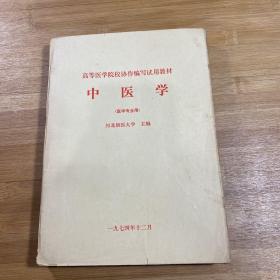 高等医学院校协作编写试用教材
中医学
(医学专业用)
河北新医大学 主编
一九七四年十二月